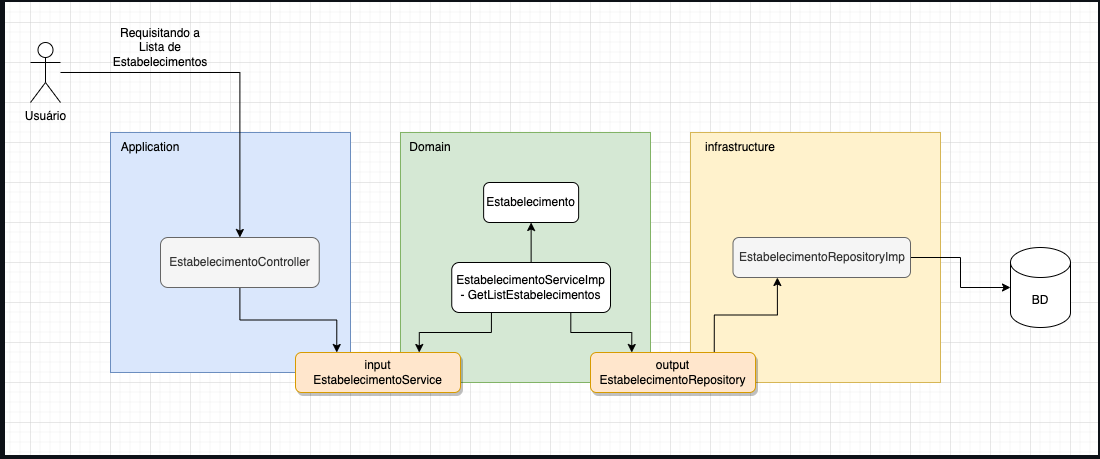 Requisitando a
Lista de
Estabelecimentos
Usuário
Application
Domain
infrastructure
Estabelecimento
EstabelecimentoController
EstabelecimentoServiceImp
- GetListEstabelecimentos
EstabelecimentoRepositoryImp
BD
input
EstabelecimentoService
output
EstabelecimentoRepository